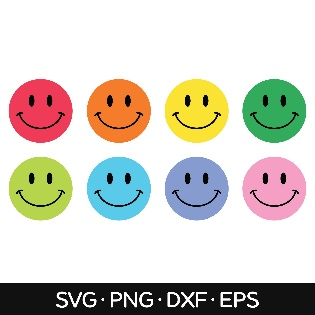 SVG • PNG • DXF • EPS